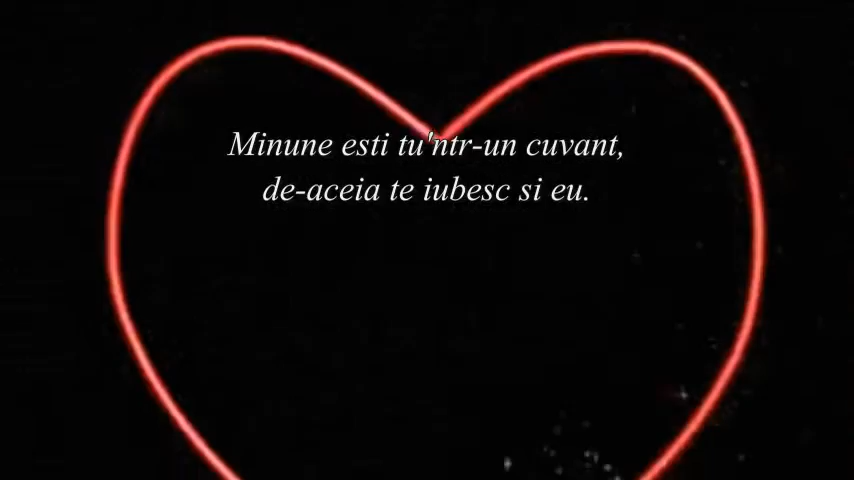 Minune esti tu'ntr-un cuvant,
de-aceia te iubesc si eu.